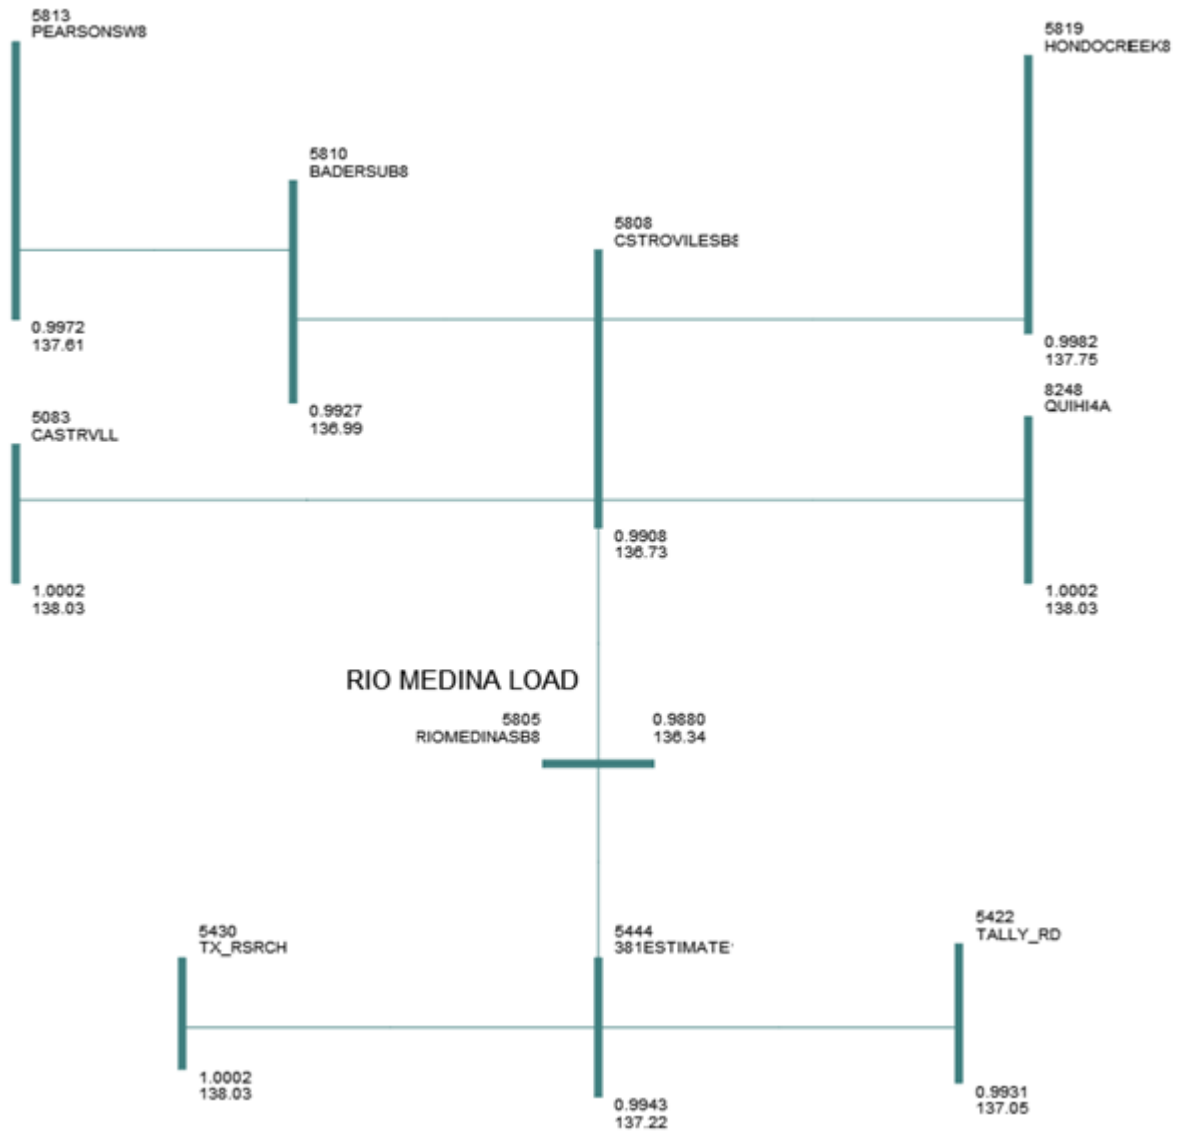 5813
PEARSONSW8
5819
HONDOCREEK8
5810
BADERSUB8
5808
CSTROVILESB8
0.9972
137.61
0.9982
137.75
8248
QUIHI4A
0.9927
136.99
5083
CASTRVLL
0.9908
136.73
1.0002
138.03
1.0002
138.03
RIO MEDINA LOAD
5805
RIOMEDINASB8
0.9880
136.34
5422
TALLY_RD
5430
TX_RSRCH
5444
381ESTIMATE
1.0002
138.03
0.9931
137.05
0.9943
137.22